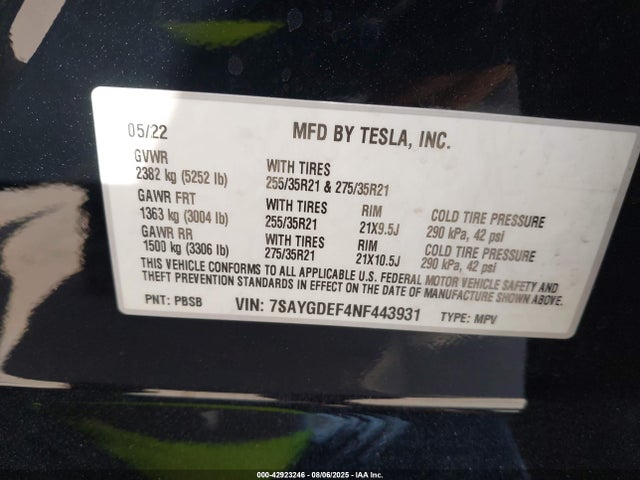 05/22 MFD BY TESLA, INC.
GVWR
2382 kg (5252 lb) WITH TIRES
255/35R21 & 275/35R21
GAWR FRT
1363 kg (3004 lb) WITH TIRES
255/35R21 RIM
21X9.5J COLD TIRE PRESSURE
290 kPa, 42 psi
GAWR RR
1500 kg (3306 lb) WITH TIRES
275/35R21 RIM
21X10.5J COLD TIRE PRESSURE
290 kPa, 42 psi
THIS VEHICLE CONFORMS TO ALL APPLICABLE U.S. FEDERAL MOTOR VEHICLE SAFETY AND
THEFT PREVENTION STANDARDS IN EFFECT ON THE DATE OF MANUFACTURE SHOWN ABOVE.
PNT: PBSB VIN: 7SAYGDEF4NF443931 TYPE: MPV
000-42923246 - 08/06/2025 - IAA Inc.